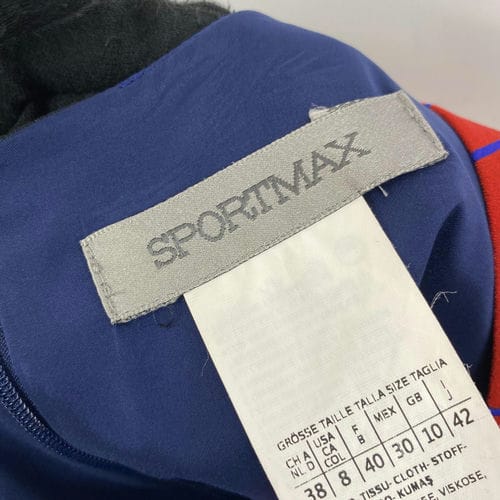 SPORTMAX
GRÖSSE TAILLE TALLA SIZE TAGLIA
CH A USA F MEX GB J
NL D CA B
COL
38 8 40 30 10 42
TISSU-CLOTH-STOFF-
KUMAŞ
VISKOSE,